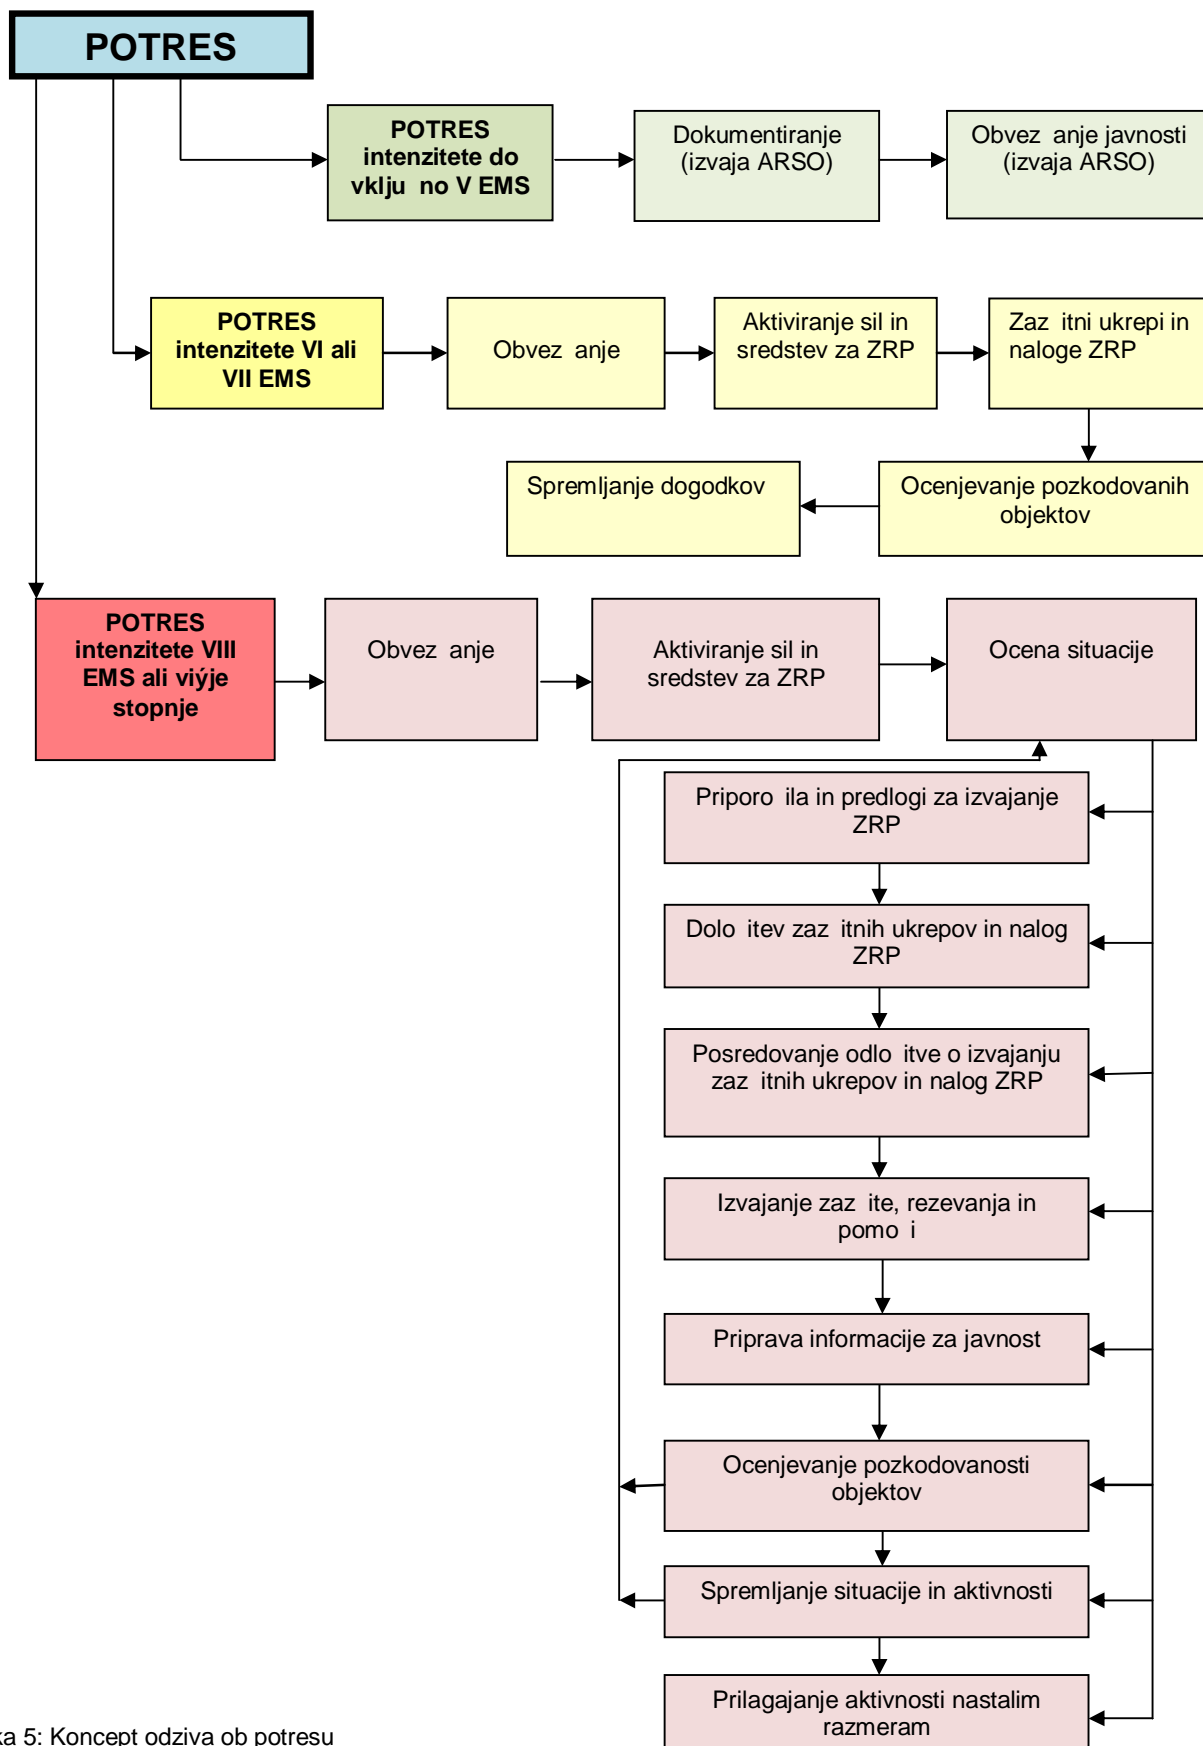 POTRES
POTRES
intenzitete do
vklju no V EMS
Dokumentiranje
(izvaja ARSO)
Obvez anje javnosti
(izvaja ARSO)
POTRES
intenzitete VI ali
VII EMS
Obvez anje
Aktiviranje sil in
sredstev za ZRP
Zaz itni ukrepi in
naloge ZRP
Spremljanje dogodkov
Ocenjevanje pozkodovanih
objektov
POTRES
intenzitete VIII
EMS ali viýje
stopnje
Obvez anje
Aktiviranje sil in
sredstev za ZRP
Ocena situacije
Priporo ila in predlogi za izvajanje
ZRP
Dolo itev zaz itnih ukrepov in nalog
ZRP
Posredovanje odlo itve o izvajanju
zaz itnih ukrepov in nalog ZRP
Izvajanje zaz ite, rezevanja in
pomo i
Priprava informacije za javnost
Ocenjevanje pozkodovanosti
objektov
Spremljanje situacije in aktivnosti
Prilagajanje aktivnosti nastalim
razmeram
ka 5: Koncept odziva ob potresu